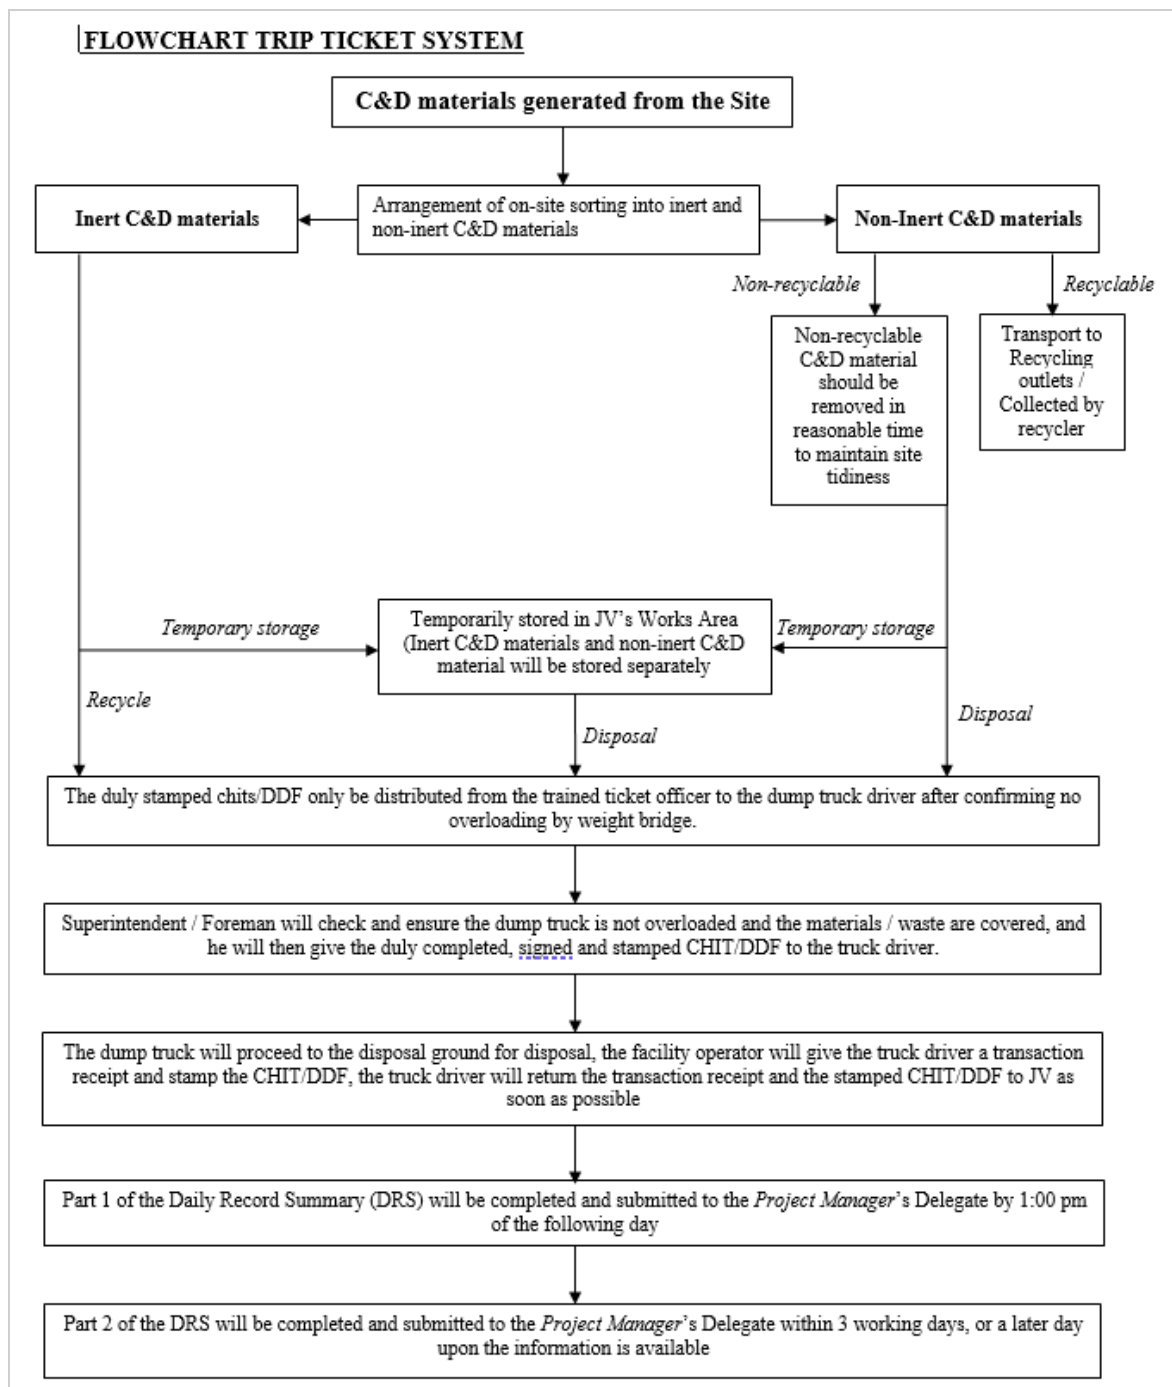 FLOWCHART TRIP TICKET SYSTEM
C&D materials generated from the Site
Inert C&D materials
Arrangement of on-site sorting into inert and
non-inert C&D materials
Non-Inert C&D materials
Non-recyclable
Recyclable
Non-recyclable
C&D material
should be
removed in
reasonable time
to maintain site
tidiness
Transport to
Recycling
outlets /
Collected by
recycler
Temporary storage
Temporarily stored in JV’s Works Area
(Inert C&D materials and non-inert C&D
material will be stored separately
Temporary storage
Recycle
Disposal
Disposal
The duly stamped chits/DDF only be distributed from the trained ticket officer to the dump truck driver after confirming no
overloading by weight bridge.
Superintendent / Foreman will check and ensure the dump truck is not overloaded and the materials / waste are covered, and
he will then give the duly completed, signed and stamped CHIT/DDF to the truck driver.
The dump truck will proceed to the disposal ground for disposal, the facility operator will give the truck driver a transaction
receipt and stamp the CHIT/DDF, the truck driver will return the transaction receipt and the stamped CHIT/DDF to JV as
soon as possible
Part 1 of the Daily Record Summary (DRS) will be completed and submitted to the Project Manager’s Delegate by 1:00 pm
of the following day
Part 2 of the DRS will be completed and submitted to the Project Manager’s Delegate within 3 working days, or a later day
upon the information is available